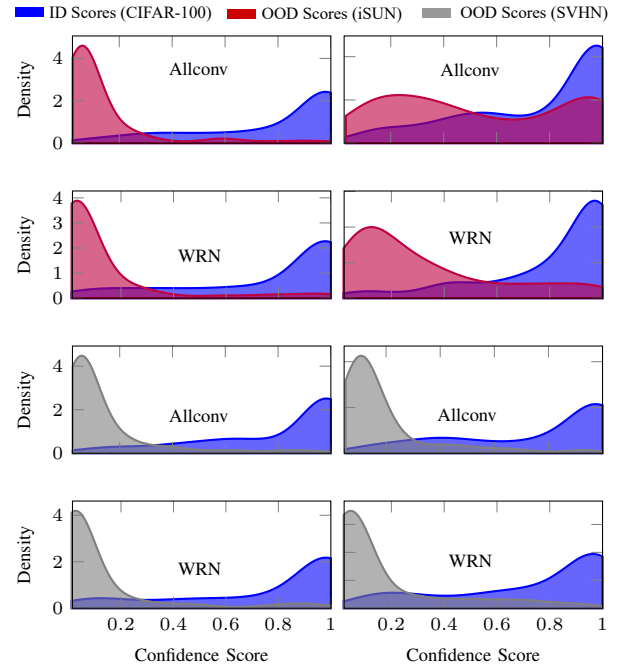 ID Scores (CIFAR-100) OOD Scores (iSUN) OOD Scores (SVHN)
Density
4
2
0
Allconv
Allconv
Density
4
3
2
1
0
WRN
WRN
Density
4
2
0
Allconv
Allconv
Density
4
2
0
WRN
WRN
0.2 0.4 0.6 0.8 1
0.2 0.4 0.6 0.8 1
Confidence Score
Confidence Score